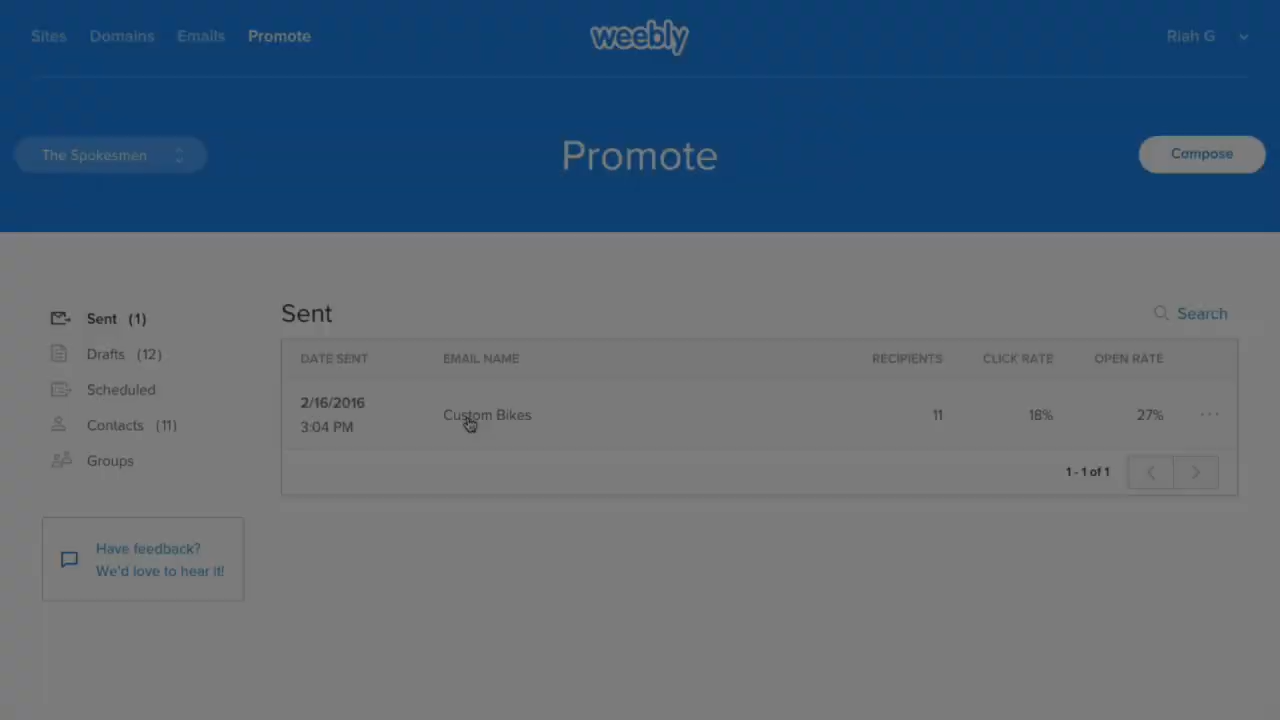 Sites Domains Emails Promote weebly Riah G
The Spokesmen Promote Compose
Sent (1)
Drafts (12)
Scheduled
Contacts (11)
Groups
Have feedback?
We'd love to hear it!
Sent Search
DATE SENT EMAIL NAME RECIPIENTS CLICK RATE OPEN RATE
2/16/2016
3:04 PM
Custom Bikes 11 18% 27% ...
1 - 1 of 1